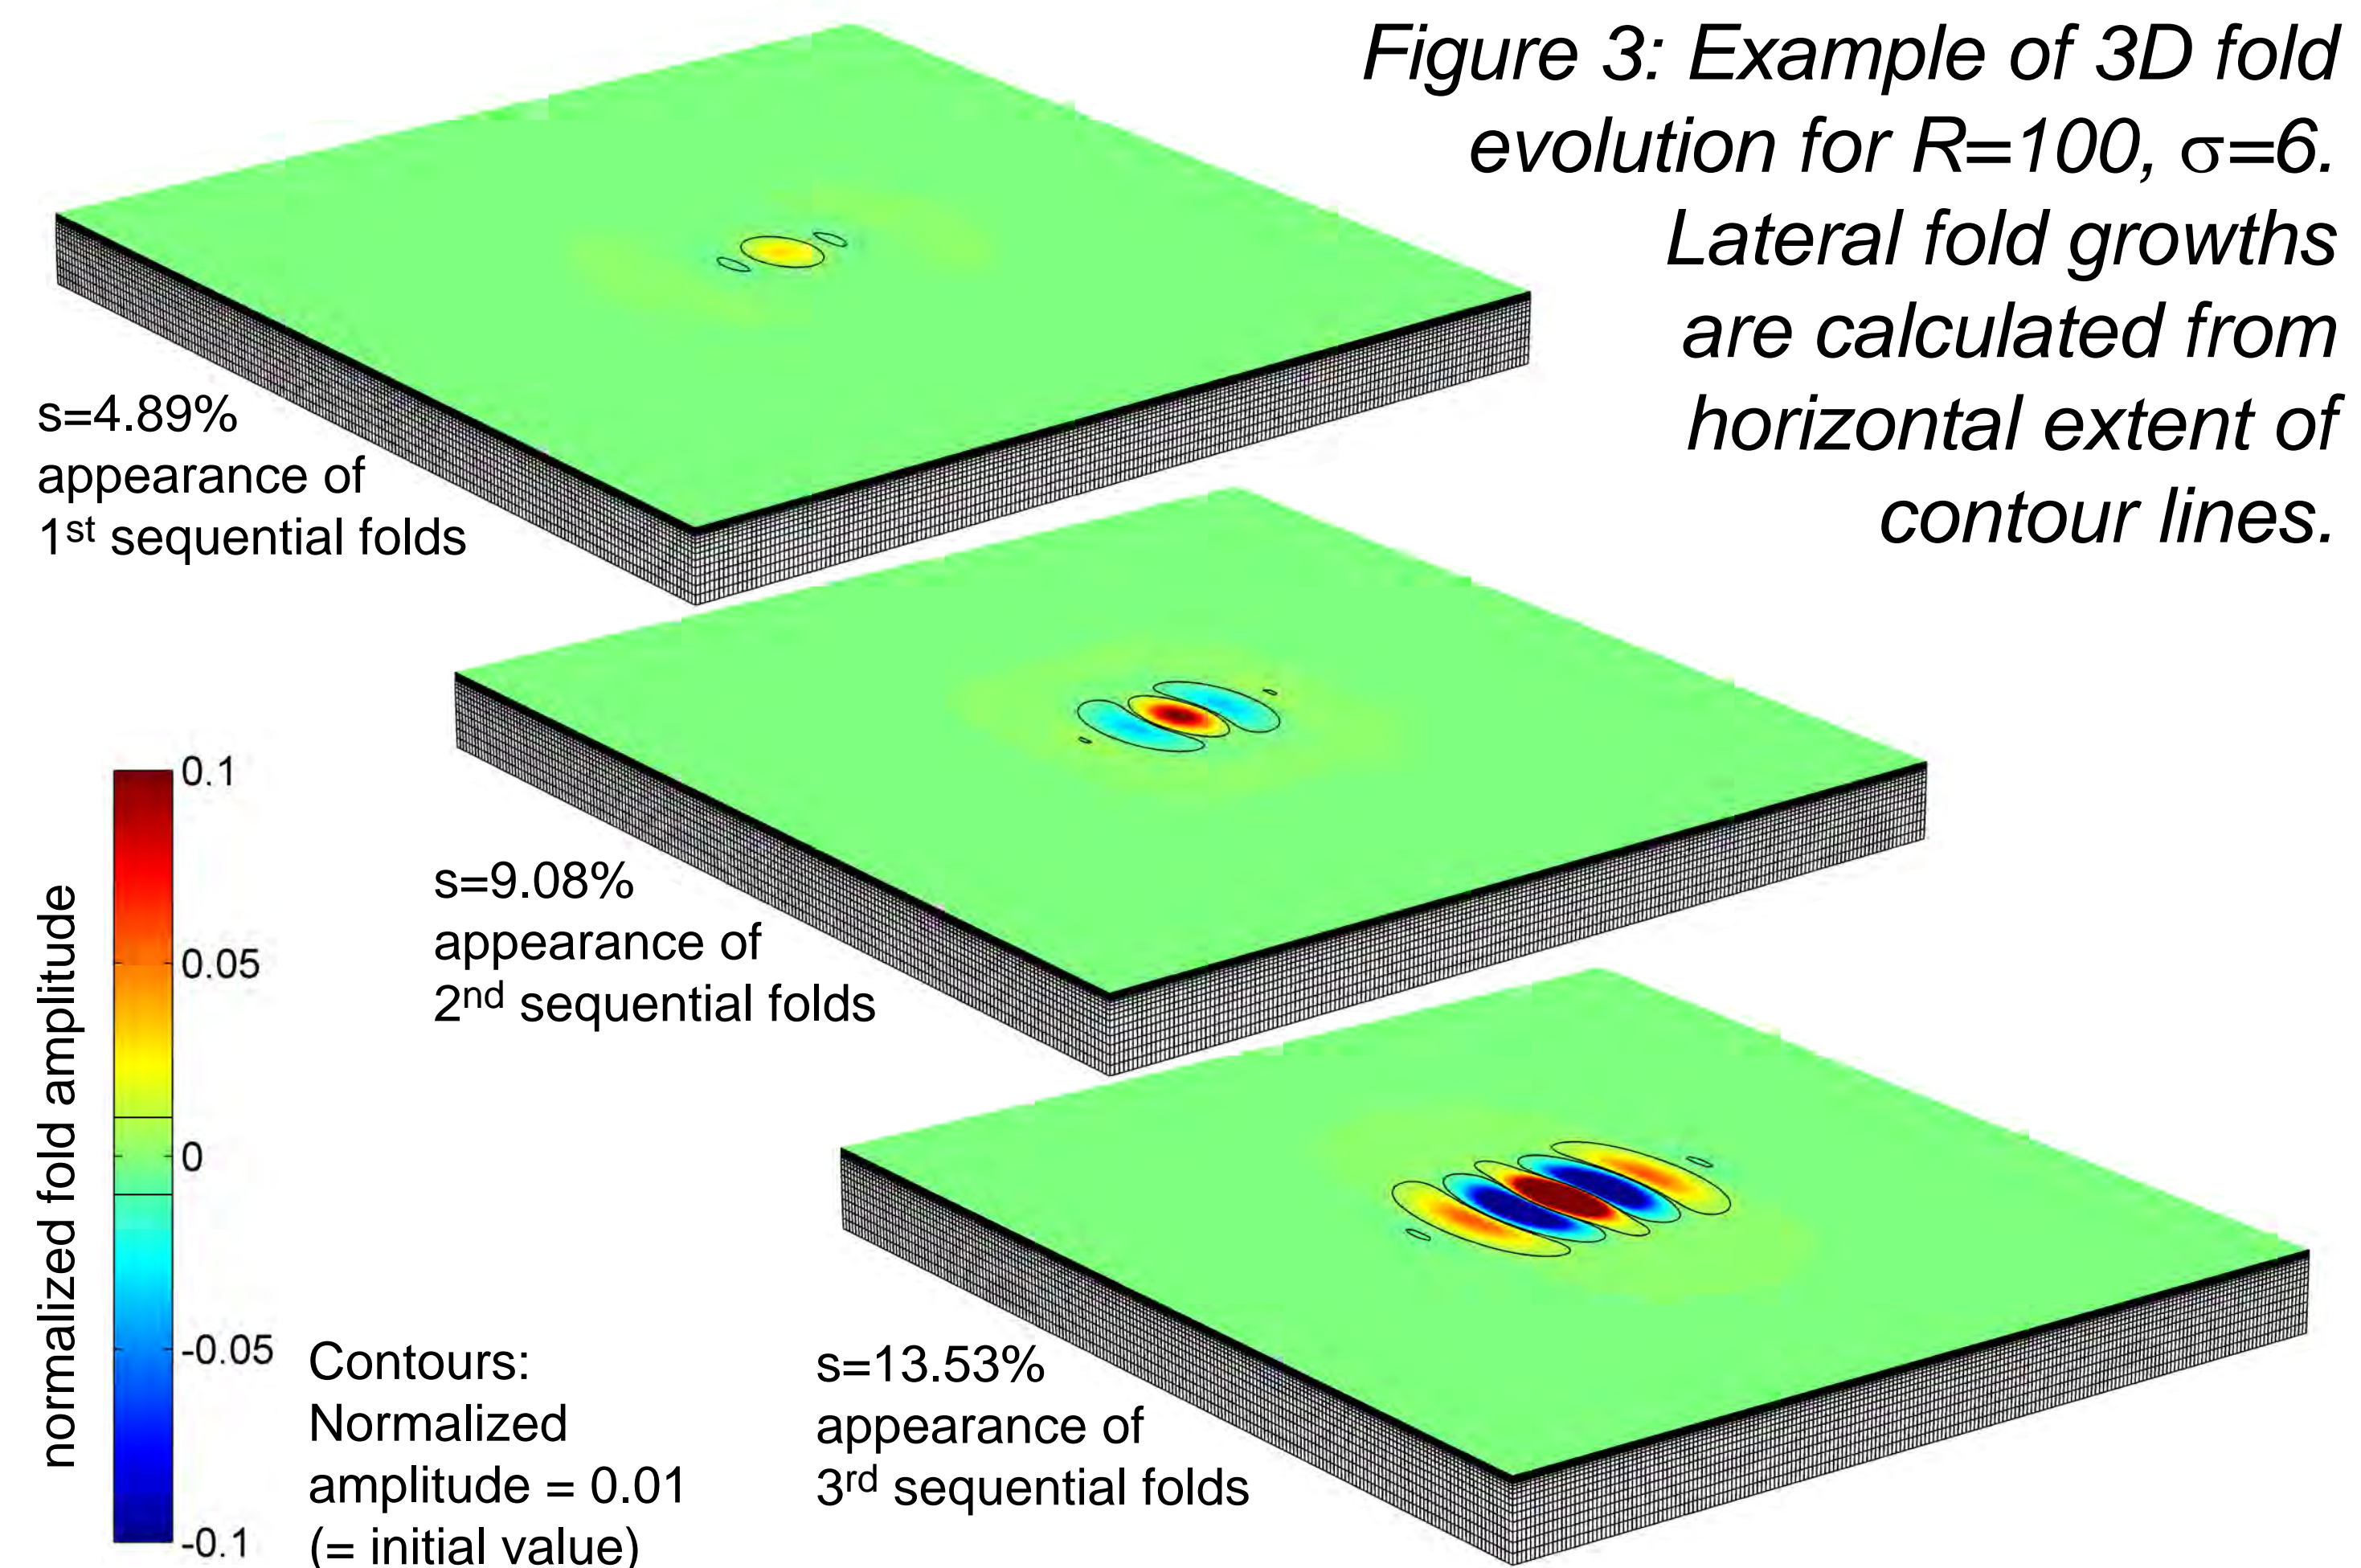 Figure 3: Example of 3D fold
evolution for R=100, σ=6.
Lateral fold growths
are calculated from
horizontal extent of
contour lines.
s=4.89%
appearance of
1st sequential folds
s=9.08%
appearance of
2nd sequential folds
s=13.53%
appearance of
3rd sequential folds
normalized fold amplitude
0.1
0.05
0
-0.05
-0.1
Contours:
Normalized
amplitude = 0.01
(= initial value)